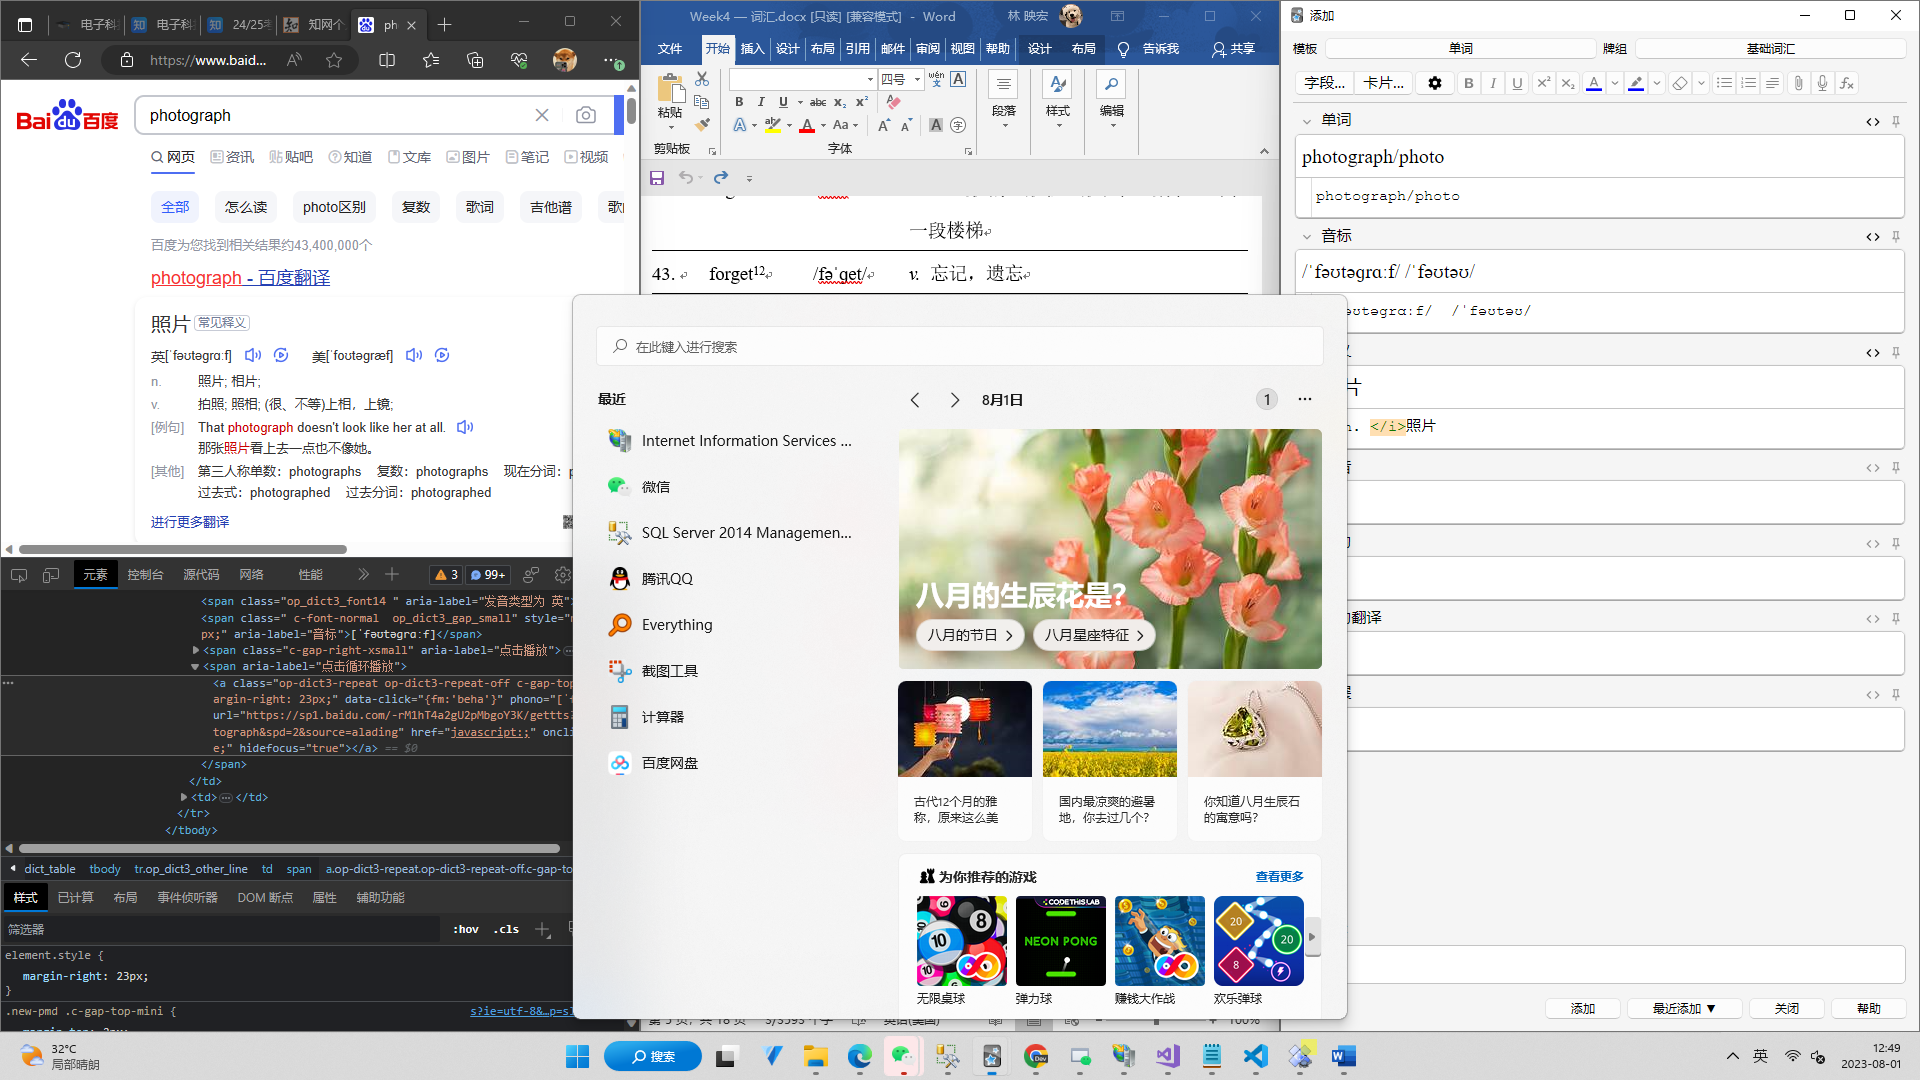 电子科
电子科
24/25考
知网个
ph
https://www.baid...
Bai du 百度
photograph
网页 资讯 贴吧 知道 文库 图片 笔记 视频
全部 怎么读 photo区别 复数 歌词 吉他谱
百度为您找到相关结果约43,400,000个
photograph - 百度翻译
照片 常见释义
英[ˈfəʊtəɡrɑːf] 美[ˈfoʊtəɡræf]
n. 照片; 相片;
v. 拍照; 照相; (很、不等)上相，上镜;
[例句] That photograph doesn't look like her at all.
那张照片看上去一点也不像她。
[其他] 第三人称单数：photographs 复数：photographs 现在分词：p
过去式：photographed 过去分词：photographed
进行更多翻译
元素 控制台 源代码 网络 性能 3 99+
<span class="op_dict3_font14 " aria-label="发音类型为 英"
<span class=" c-font-normal  op_dict3_gap_small" style="
px;" aria-label="音标">[ˈfəʊtəɡrɑːf]</span>
<span class="c-gap-right-xsmall" aria-label="点击播放">
<span aria-label="点击循环播放">
<a class="op-dict3-repeat op-dict3-repeat-off c-gap-top
argin-right: 23px;" data-click="{fm:'beha'}" phono="[
url="https://sp1.baidu.com/-rM1hT4a2gU2pMbgoY3K/gettts
tograph&spd=2&source=alading" href="javascript:;" oncli
e;" hidefocus="true"></a> == $0
</span>
</td>
<td>…</td>
</tr>
</tbody>
dict_table tbody tr.op_dict3_other_line td span a.op-dict3-repeat.op-dict3-repeat-off.c-gap-to
样式 已计算 布局 事件侦听器 DOM 断点 属性 辅助功能
筛选器 :hov .cls
element.style {
margin-right: 23px;
}
.new-pmd .c-gap-top-mini {
s?ie=utf-8&…p=s
Week4 — 词汇.docx [只读] [兼容模式] - Word 林 映宏
文件 开始 插入 设计 布局 引用 邮件 审阅 视图 帮助 设计 布局 告诉我 共享
粘贴
剪贴板
四号
字体
段落
样式
编辑
一段楼梯
43. forget12 /fəˈɡet/ v. 忘记，遗忘
在此键入进行搜索
最近
Internet Information Services ...
微信
SQL Server 2014 Managemen...
腾讯QQ
Everything
截图工具
计算器
百度网盘
8月1日
1
八月的生辰花是?
八月的节日
八月星座特征
古代12个月的雅称，原来这么美
国内最凉爽的避暑地，你去过几个?
你知道八月生辰石的寓意吗?
为你推荐的游戏
查看更多
CODETHISLAB
NEON PONG
无限桌球
弹力球
赚钱大作战
欢乐弹球
添加
模板 单词 牌组 基础词汇
字段... 卡片...
单词
photograph/photo
photograph/photo
音标
/ˈfəʊtəɡrɑːf/ /ˈfəʊtəʊ/
əʊtəɡrɑːf/  /ˈfəʊtəʊ/
片
n. </i>照片
翻译
添加 最近添加 ▼ 关闭 帮助
100%
32°C
局部晴朗
搜索
英
12:49
2023-08-01